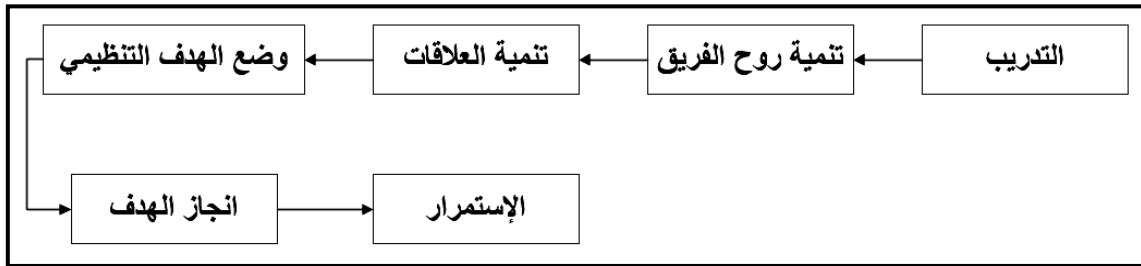 التدريب
تنمية روح الفريق
تنمية العلاقات
وضع الهدف التنظيمي
انجاز الهدف
الإستمرار